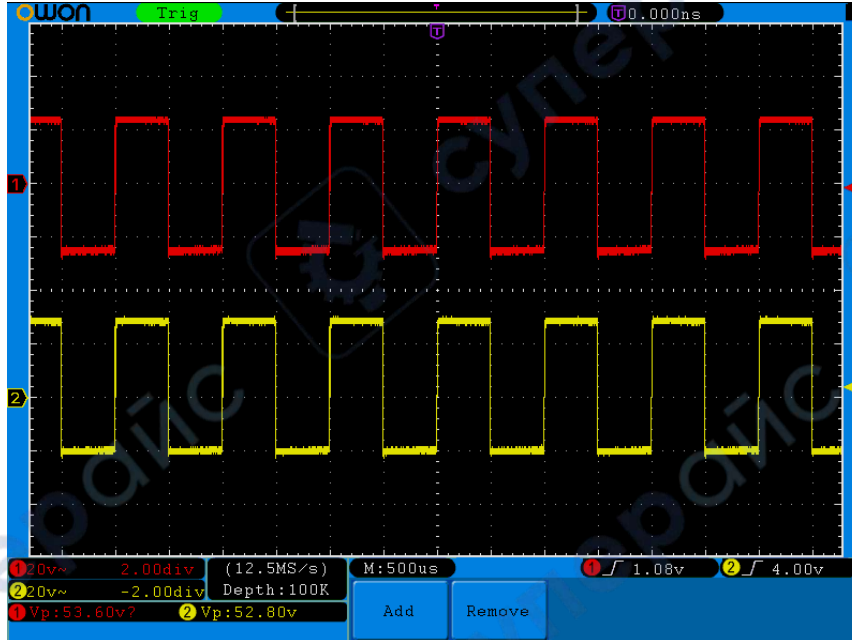 OWON Trig T 0.000ns
T
1
2
1 20v~ 2.00div (12.5MS/s) M:500us 1 1.08v 2 4.00v
2 20v~ -2.00div Depth:100K
1 Vp:53.60v? 2 Vp:52.80v Add Remove
суперайс